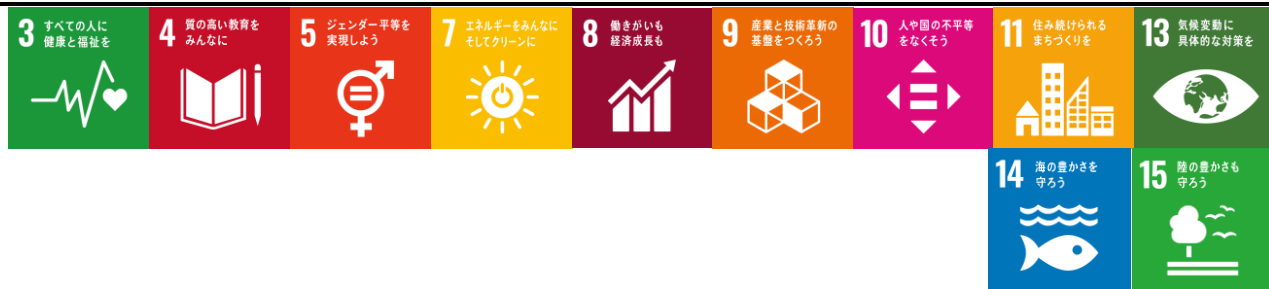 3 すべての人に
健康と福祉を
4 質の高い教育を
みんなに
5 ジェンダー平等を
実現しよう
7 エネルギーをみんなに
そしてクリーンに
8 働きがいも
経済成長も
9 産業と技術革新の
基盤をつくろう
10 人や国の不平等
をなくそう
11 住み続けられる
まちづくりを
13 気候変動に
具体的な対策を
14 海の豊かさを
守ろう
15 陸の豊かさも
守ろう